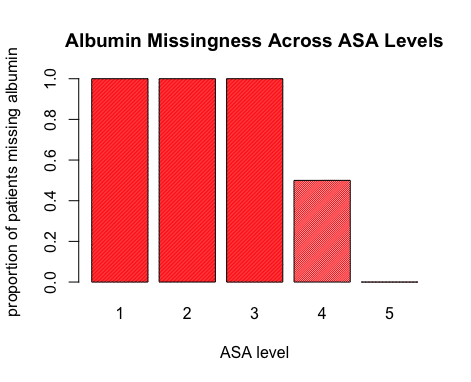 Albumin Missingness Across ASA Levels
proportion of patients missing albumin
1.0
0.8
0.6
0.4
0.2
0.0
1 2 3 4 5
ASA level